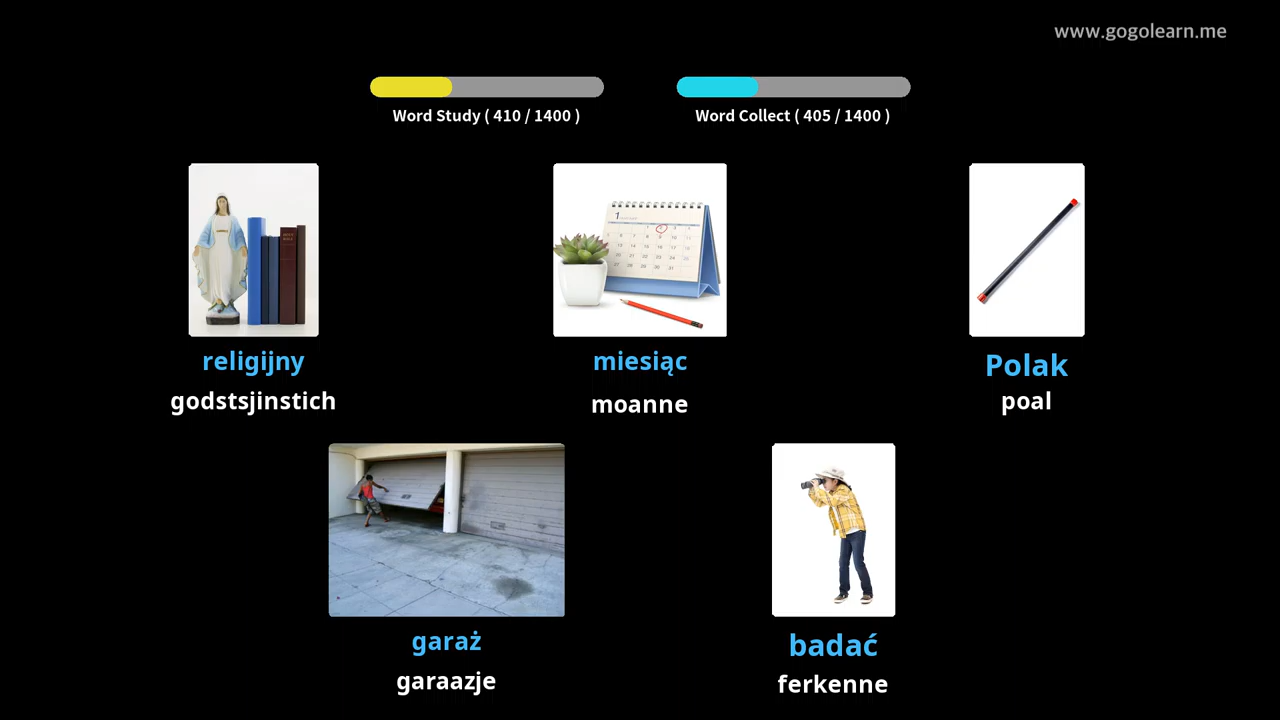 www.gogolearn.me
Word Study ( 410 / 1400 )
Word Collect ( 405 / 1400 )
religijny
godstsjinstich
miesiąc
moanne
Polak
poal
garaż
garaazje
badać
ferkenne